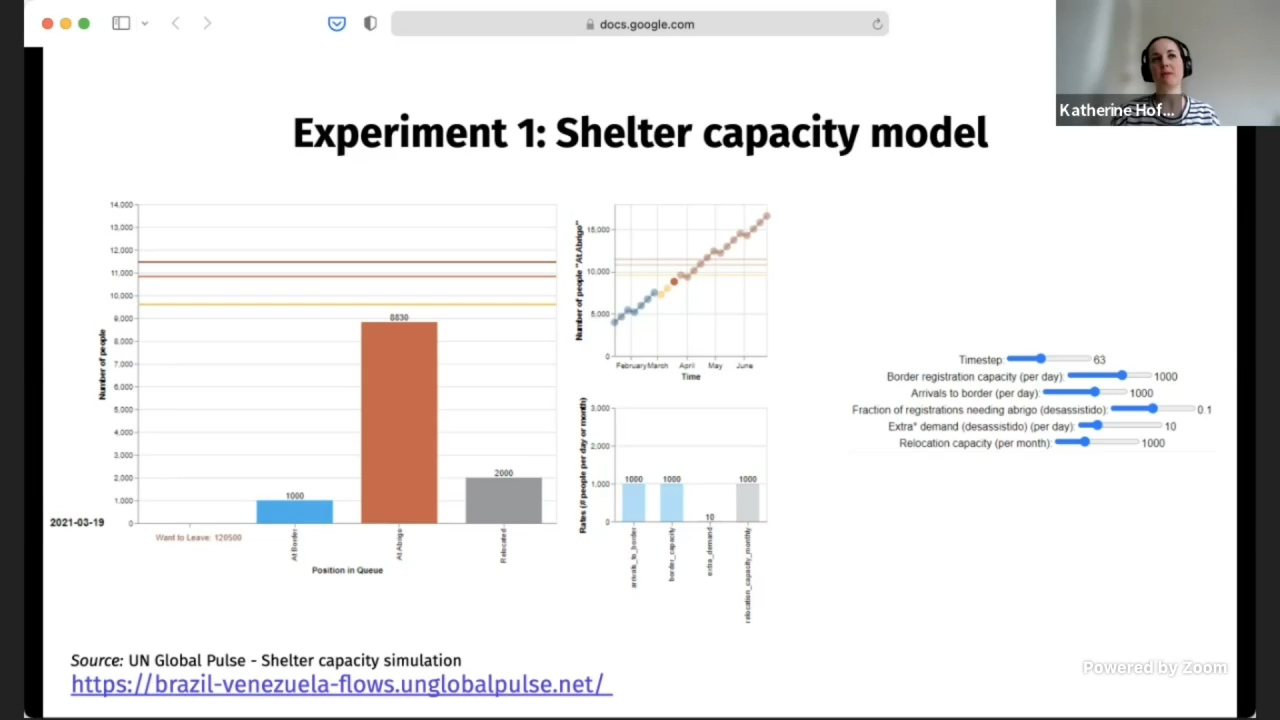 docs.google.com
Katherine Hof...
Experiment 1: Shelter capacity model
14,000
13,000
12,000
11,000
10,000
9,000
8,000
7,000
6,000
5,000
4,000
3,000
2,000
1,000
0
Number of people
8830
1000
2000
2021-03-19
Want to Leave: 120500
At Border
At Abrigo
Relocated
Position in Queue
15,000
10,000
5,000
0
Number of people "At Abrigo"
February March April May June
Time
3,000
2,000
1,000
0
Rates (# people per day or month)
1000 1000 10 1000
arrivals_to_border
border_capacity
extra_demand
relocation_capacity_monthly
Timestep: 63
Border registration capacity (per day): 1000
Arrivals to border (per day): 1000
Fraction of registrations needing abrigo (desassistido): 0.1
Extra* demand (desassistido) (per day): 10
Relocation capacity (per month): 1000
Source: UN Global Pulse - Shelter capacity simulation
https://brazil-venezuela-flows.unglobalpulse.net/
Powered by Zoom